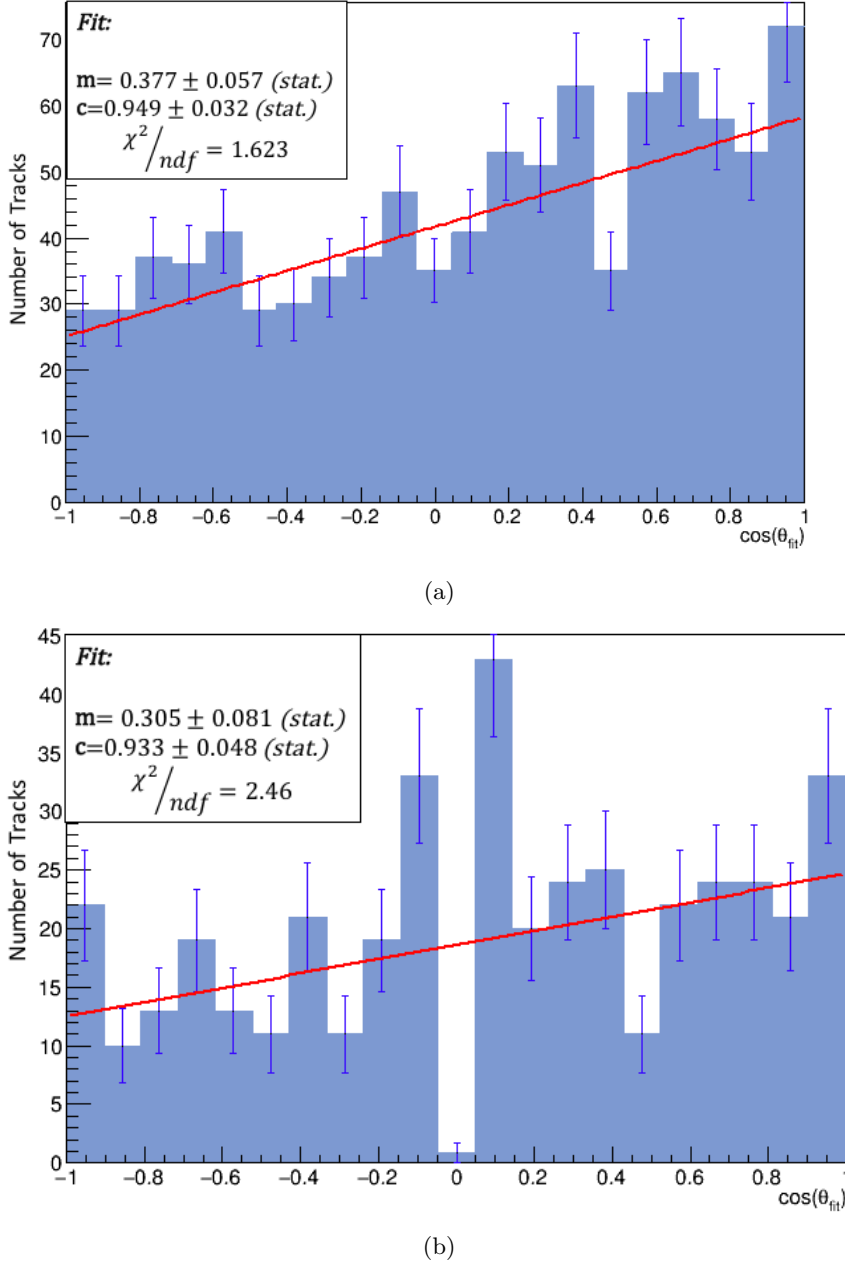 Fit:
m= 0.377 ± 0.057 (stat.)
c=0.949 ± 0.032 (stat.)
χ²/ndf = 1.623
Number of Tracks
70
60
50
40
30
20
10
0
−1 −0.8 −0.6 −0.4 −0.2 0 0.2 0.4 0.6 0.8 1
cos(θfit)
(a)
Fit:
m= 0.305 ± 0.081 (stat.)
c=0.933 ± 0.048 (stat.)
χ²/ndf = 2.46
Number of Tracks
45
40
35
30
25
20
15
10
5
0
−1 −0.8 −0.6 −0.4 −0.2 0 0.2 0.4 0.6 0.8 1
cos(θfit)
(b)